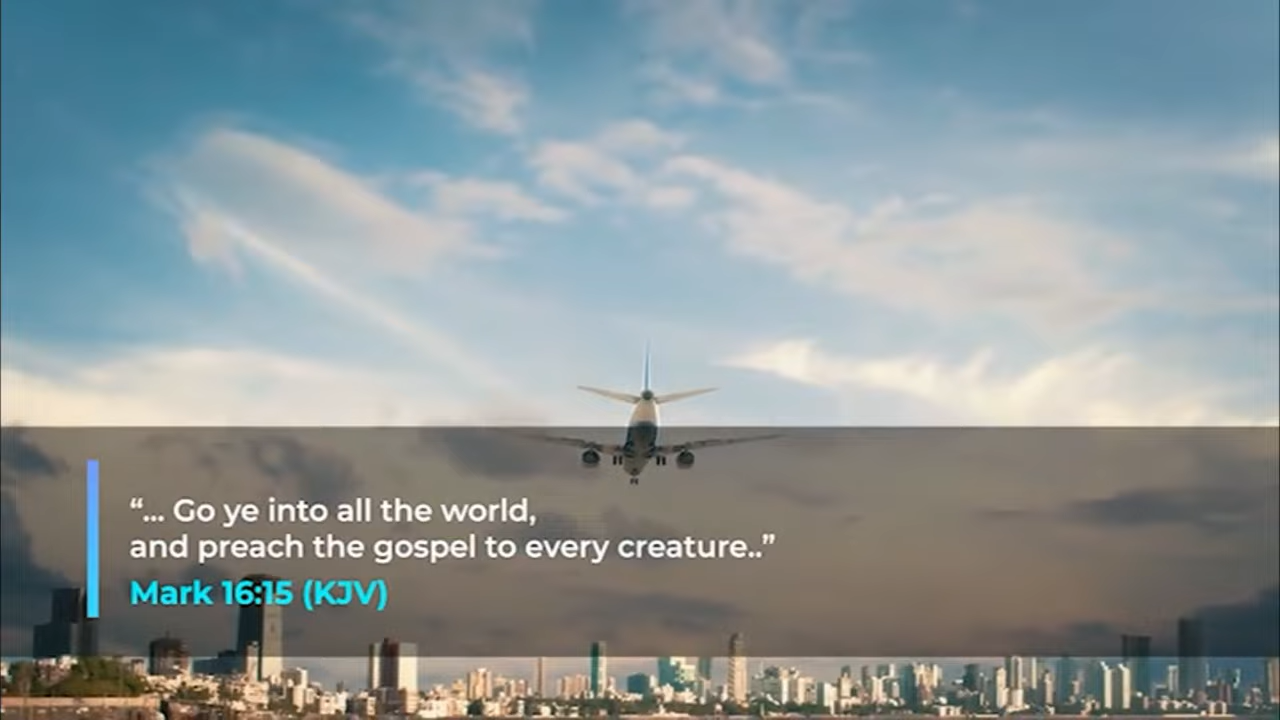 “... Go ye into all the world,
and preach the gospel to every creature..”
Mark 16:15 (KJV)